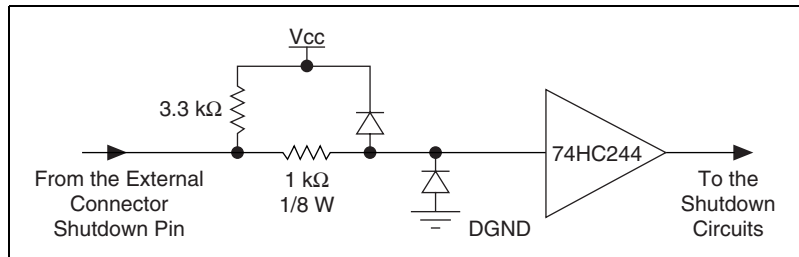 Vcc
3.3 kΩ
74HC244
From the External
Connector
Shutdown Pin
1 kΩ
1/8 W
DGND
To the
Shutdown
Circuits